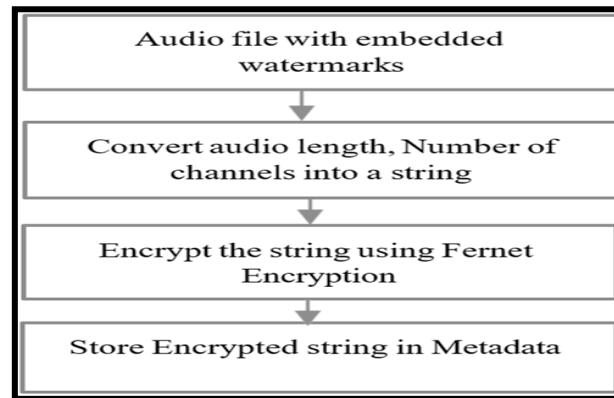 Audio file with embedded
watermarks
Convert audio length, Number of
channels into a string
Encrypt the string using Fernet
Encryption
Store Encrypted string in Metadata